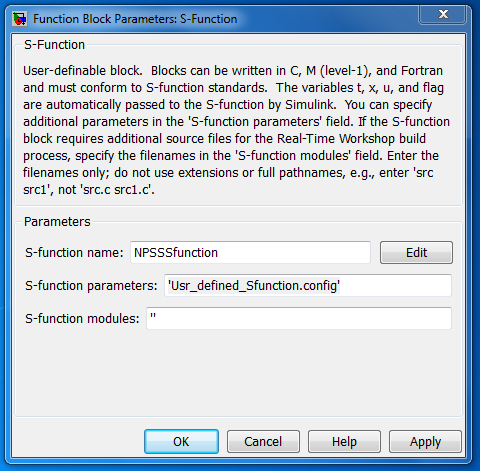 Function Block Parameters: S-Function
S-Function
User-definable block.  Blocks can be written in C, M (level-1), and Fortran
and must conform to S-function standards.  The variables t, x, u, and flag
are automatically passed to the S-function by Simulink.  You can specify
additional parameters in the 'S-function parameters' field. If the S-function
block requires additional source files for the Real-Time Workshop build
process, specify the filenames in the 'S-function modules' field. Enter the
filenames only; do not use extensions or full pathnames, e.g., enter 'src
src1', not 'src.c src1.c'.
Parameters
S-function name: NPSSSfunction Edit
S-function parameters: 'Usr_defined_Sfunction.config'
S-function modules: ''
OK Cancel Help Apply